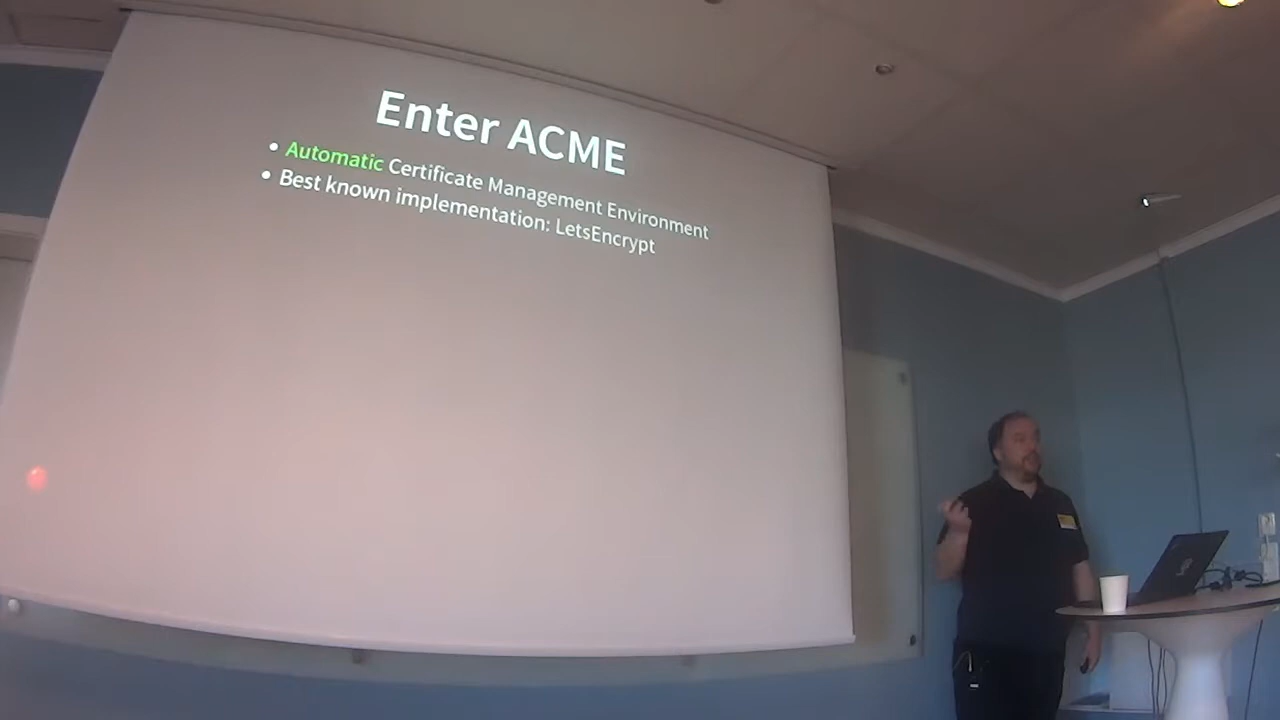 Enter ACME
• Automatic Certificate Management Environment
• Best known implementation: LetsEncrypt